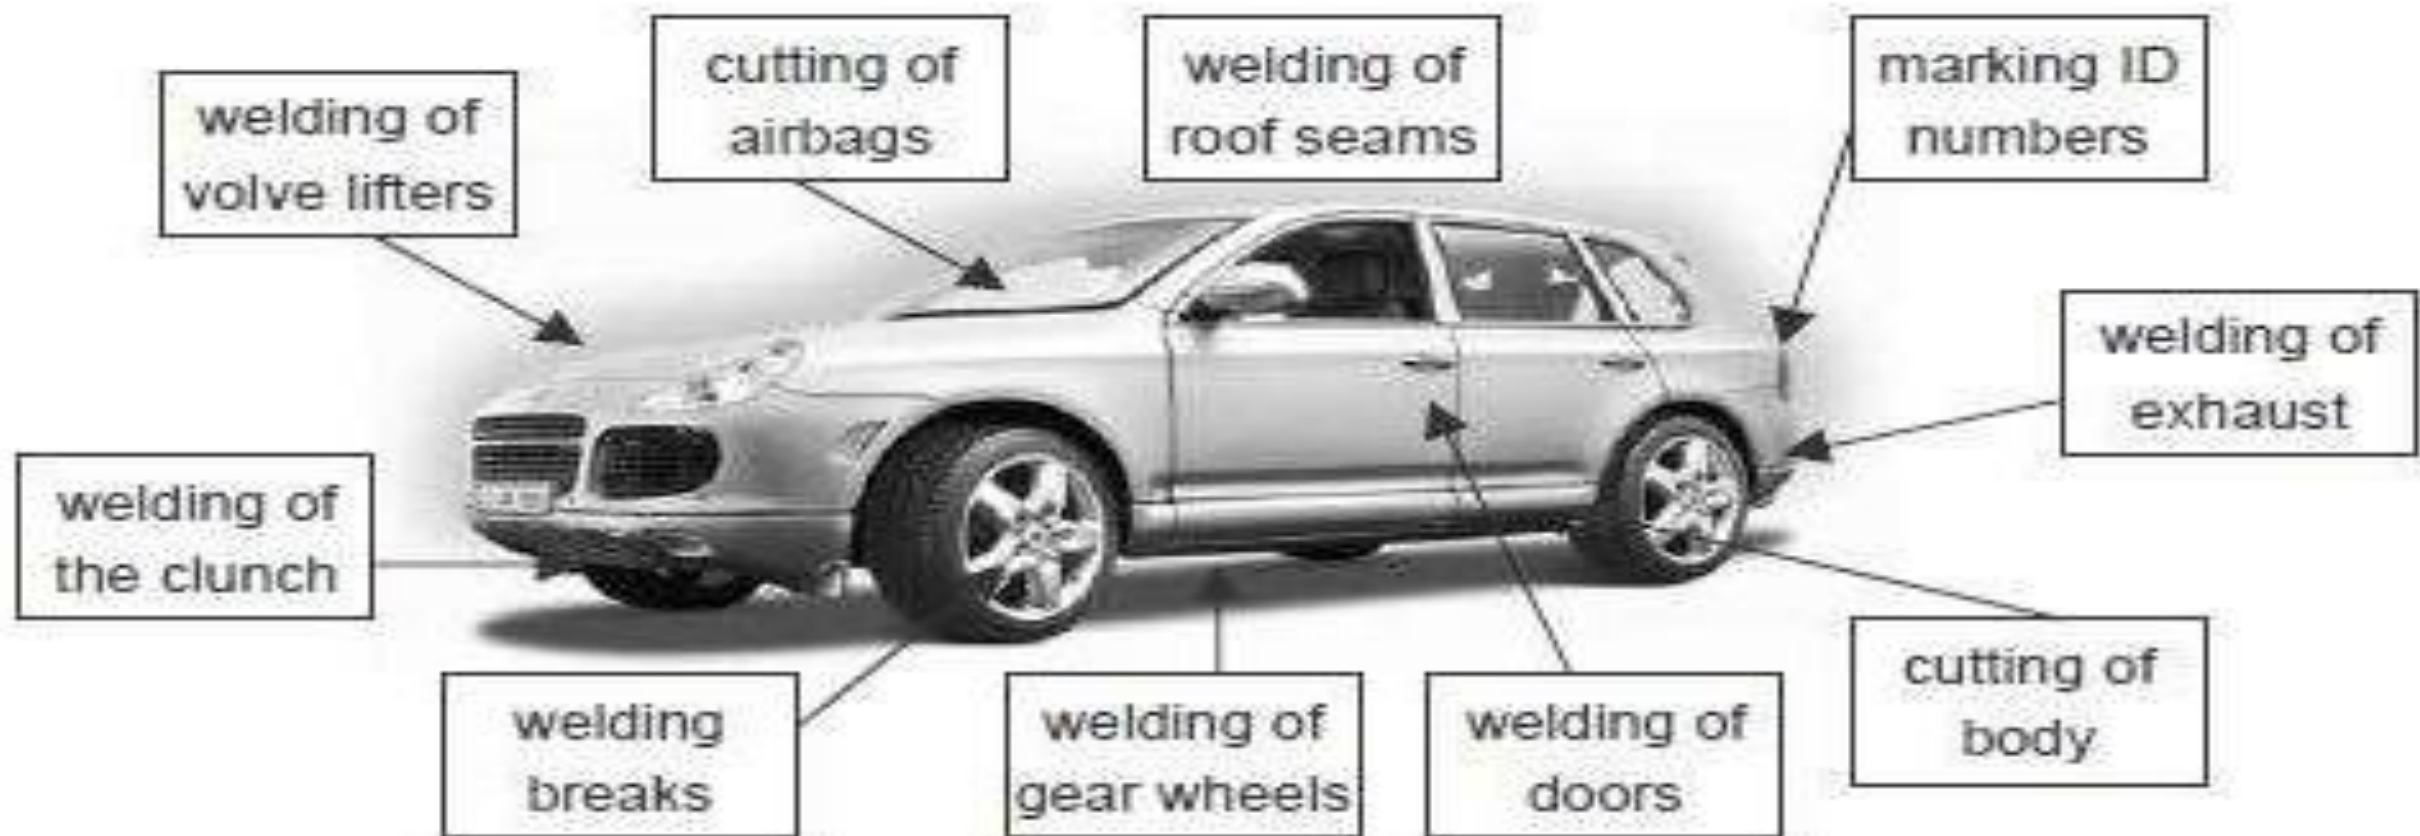 cutting of
airbags
welding of
roof seams
marking ID
numbers
welding of
volve lifters
welding of
exhaust
welding of
the clunch
cutting of
body
welding
breaks
welding of
gear wheels
welding of
doors